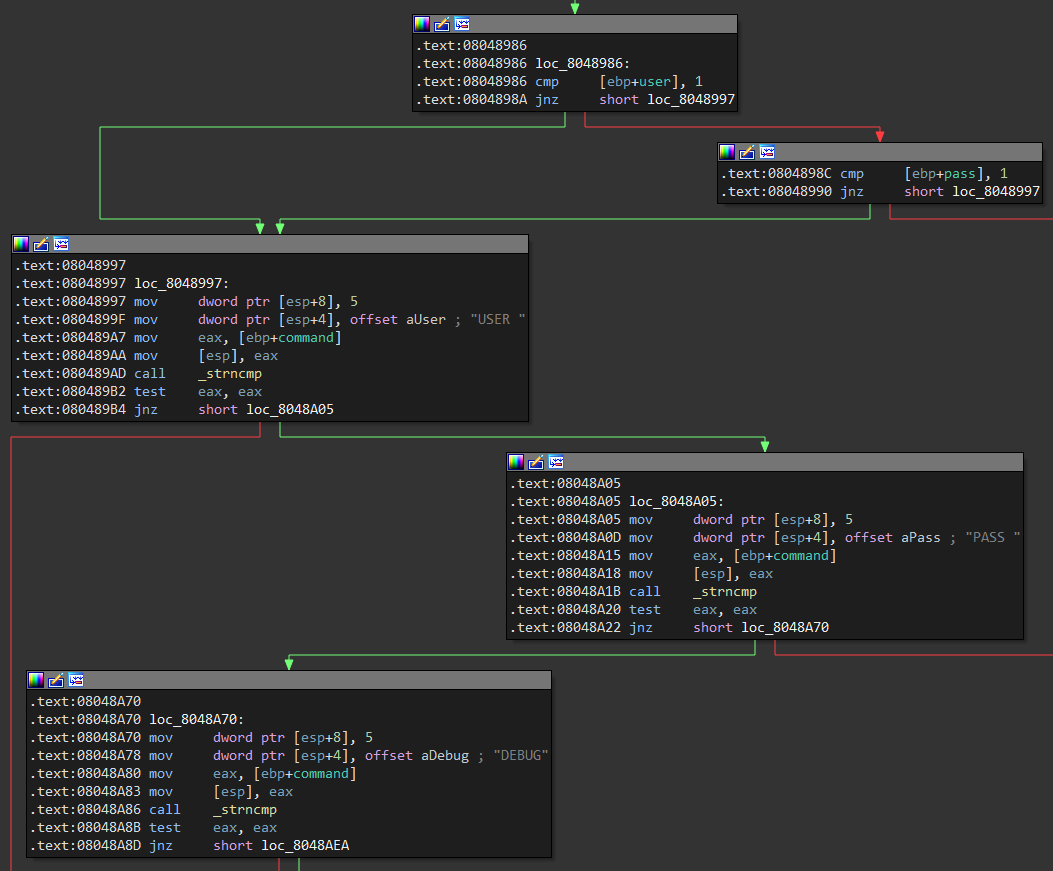 .text:08048986
.text:08048986 loc_8048986:
.text:08048986 cmp     [ebp+user], 1
.text:0804898A jnz     short loc_8048997
.text:0804898C cmp     [ebp+pass], 1
.text:08048990 jnz     short loc_8048997
.text:08048997
.text:08048997 loc_8048997:
.text:08048997 mov     dword ptr [esp+8], 5
.text:0804899F mov     dword ptr [esp+4], offset aUser ; "USER "
.text:080489A7 mov     eax, [ebp+command]
.text:080489AA mov     [esp], eax
.text:080489AD call    _strncmp
.text:080489B2 test    eax, eax
.text:080489B4 jnz     short loc_8048A05
.text:08048A05
.text:08048A05 loc_8048A05:
.text:08048A05 mov     dword ptr [esp+8], 5
.text:08048A0D mov     dword ptr [esp+4], offset aPass ; "PASS "
.text:08048A15 mov     eax, [ebp+command]
.text:08048A18 mov     [esp], eax
.text:08048A1B call    _strncmp
.text:08048A20 test    eax, eax
.text:08048A22 jnz     short loc_8048A70
.text:08048A70
.text:08048A70 loc_8048A70:
.text:08048A70 mov     dword ptr [esp+8], 5
.text:08048A78 mov     dword ptr [esp+4], offset aDebug ; "DEBUG"
.text:08048A80 mov     eax, [ebp+command]
.text:08048A83 mov     [esp], eax
.text:08048A86 call    _strncmp
.text:08048A8B test    eax, eax
.text:08048A8D jnz     short loc_8048AEA